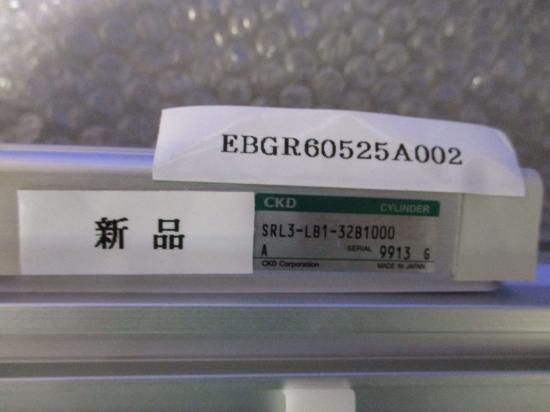 EBGR60525A002
新品
CKD CYLINDER
SRL3-LB1-32B1000
A SERIAL 9913 G
CKD Corporation MADE IN JAPAN